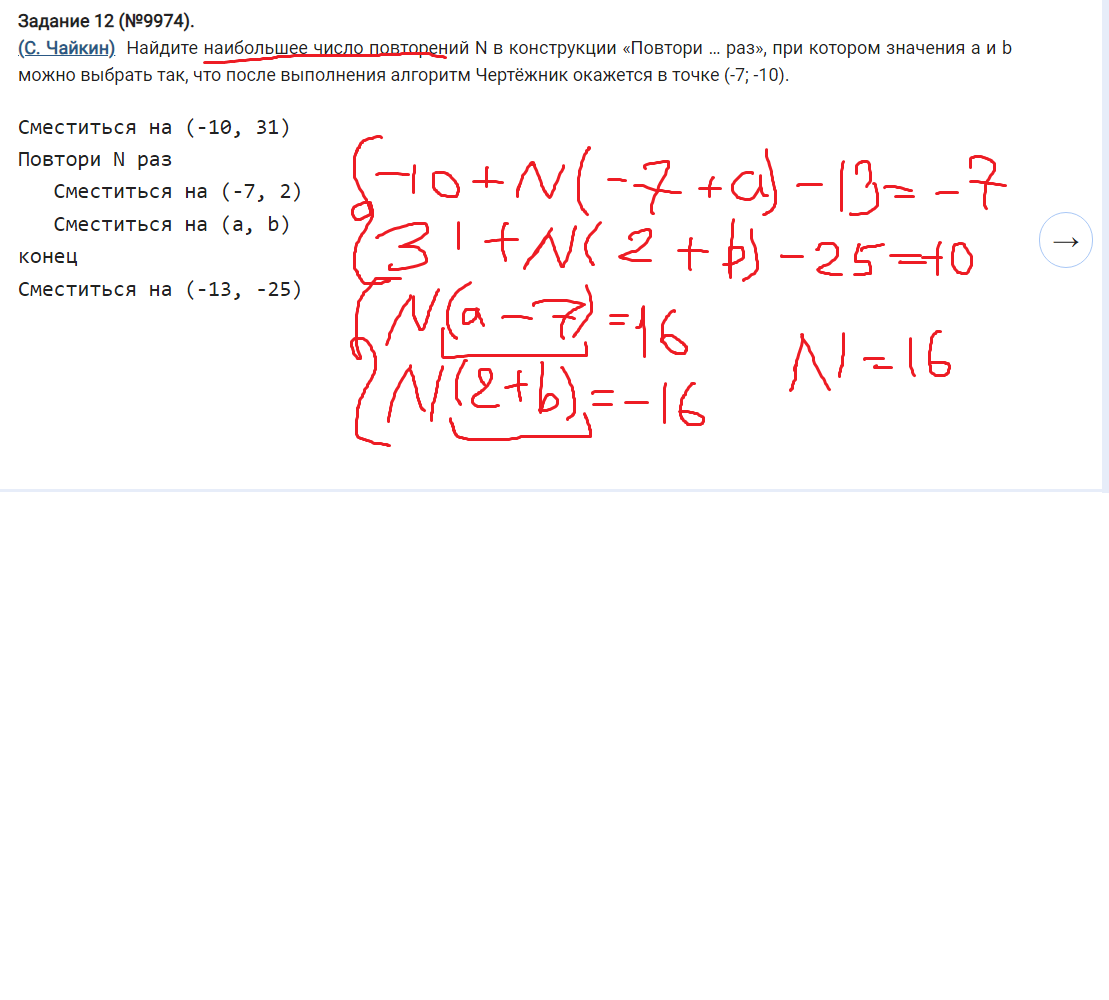 Задание 12 (№9974).
(С. Чайкин) Найдите наибольшее число повторений N в конструкции «Повтори … раз», при котором значения a и b
можно выбрать так, что после выполнения алгоритм Чертёжник окажется в точке (-7; -10).
Сместиться на (-10, 31)
Повтори N раз
Сместиться на (-7, 2)
Сместиться на (a, b)
конец
Сместиться на (-13, -25)
-10 + N(-7 + a) - 13 = -7
31 + N(2 + b) - 25 = -10
N(a - 7) = 16
N(2 + b) = -16
N = 16
→